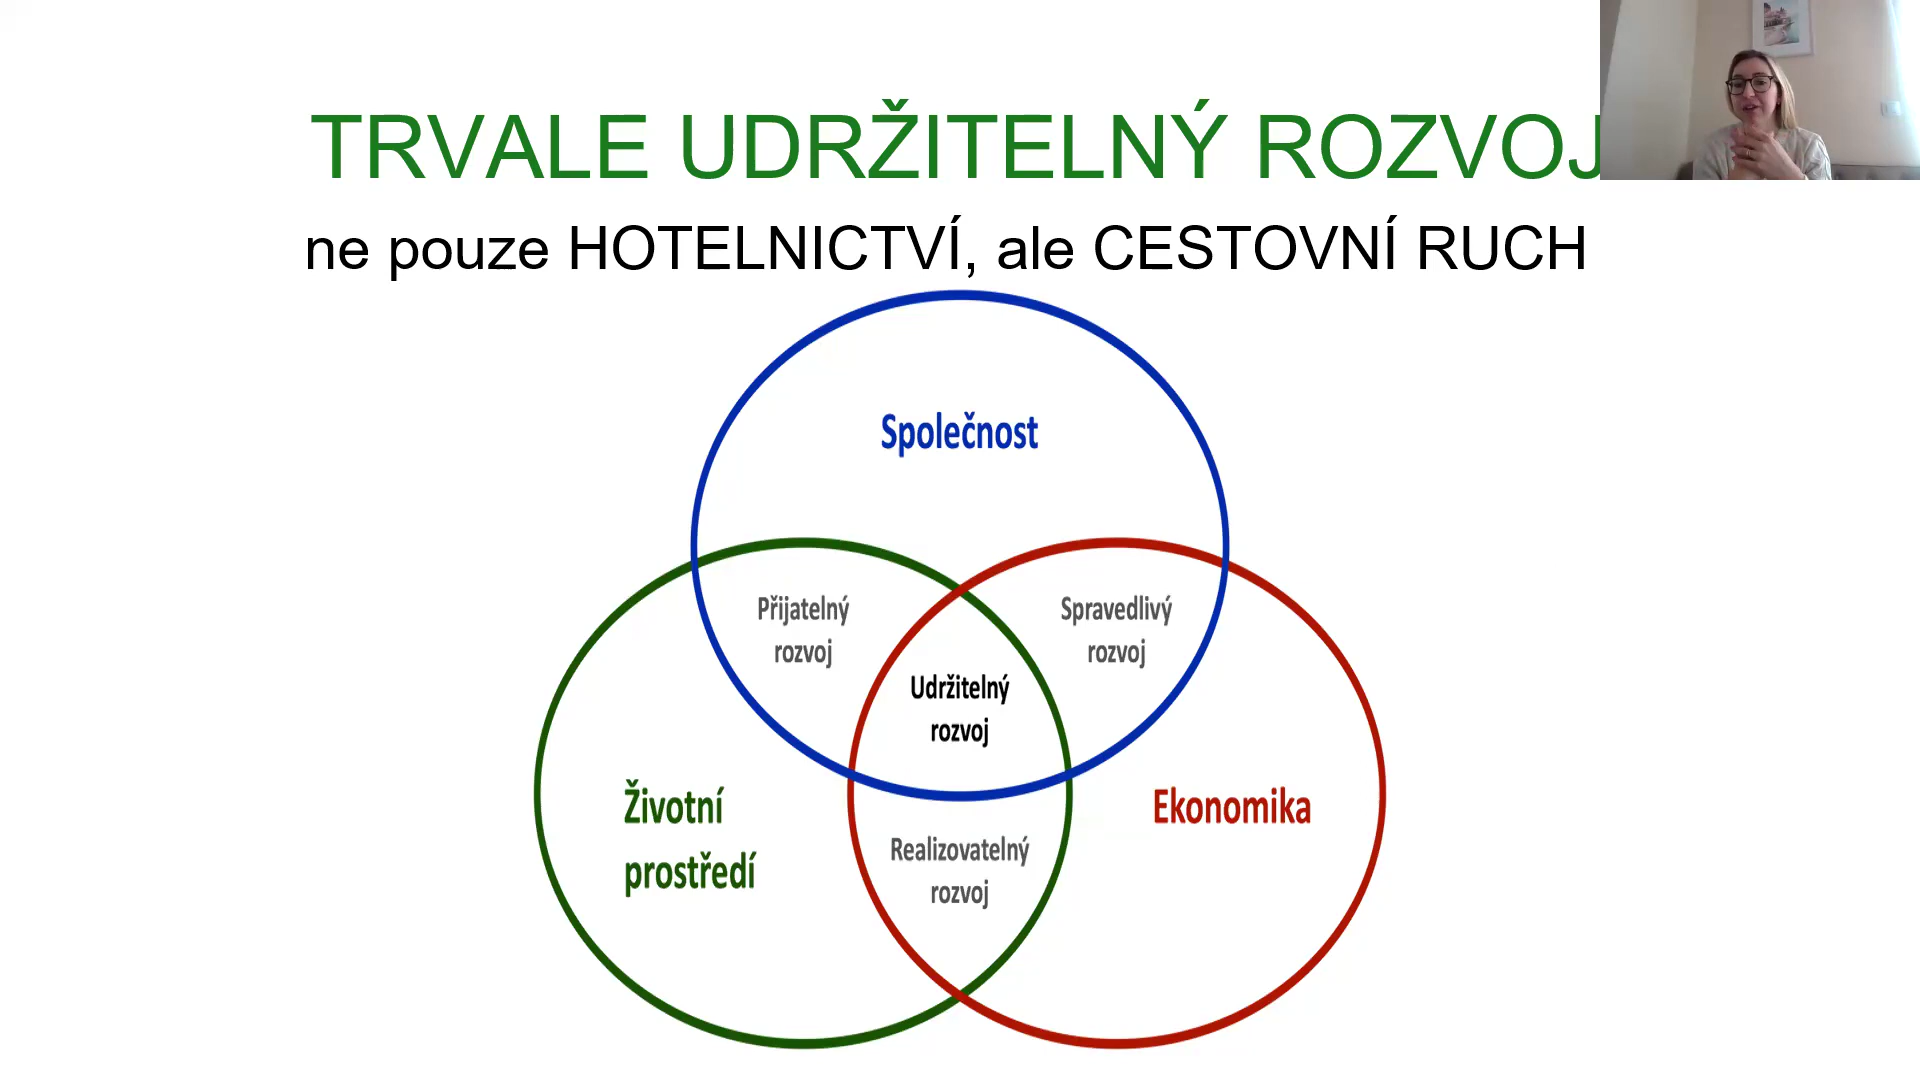 TRVALE UDRŽITELNÝ ROZVOJ
ne pouze HOTELNICTVÍ, ale CESTOVNÍ RUCH
Společnost
Přijatelný
rozvoj
Spravedlivý
rozvoj
Udržitelný
rozvoj
Životní
prostředí
Ekonomika
Realizovatelný
rozvoj